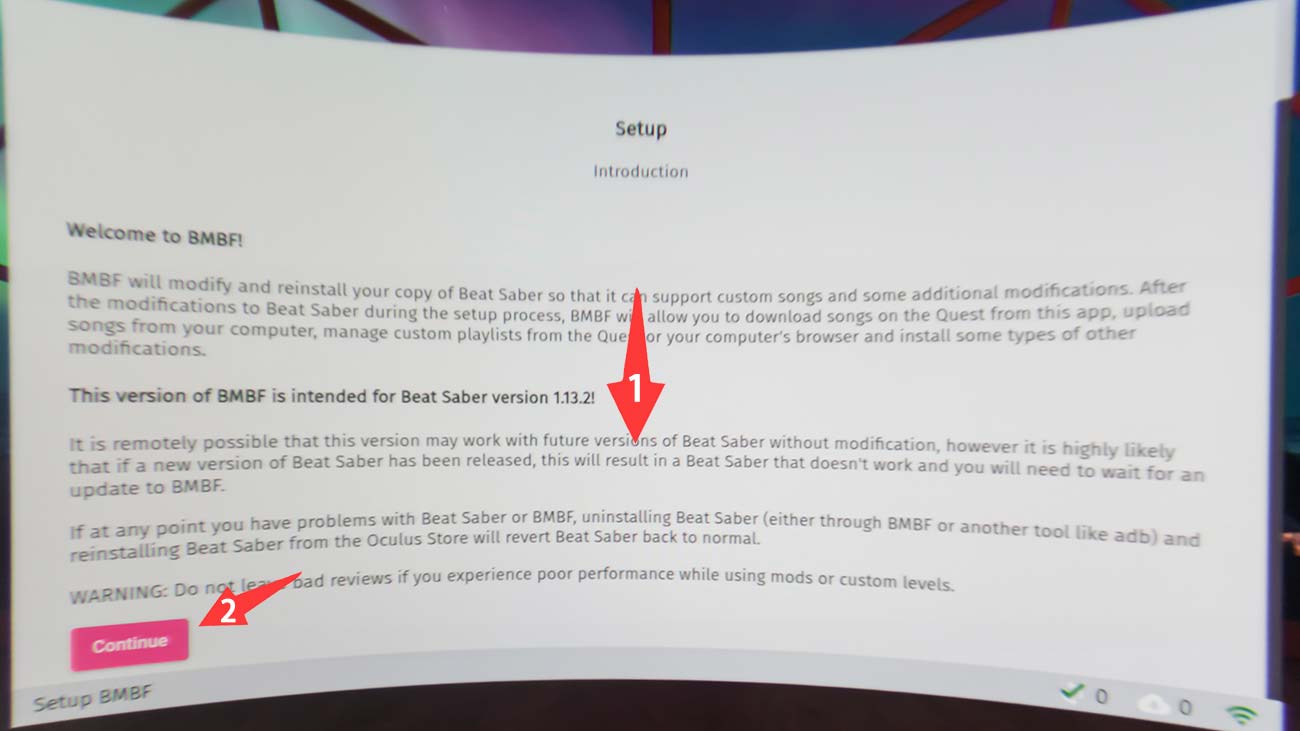 Setup
Introduction
Welcome to BMBF!
BMBF will modify and reinstall your copy of Beat Saber so that it can support custom songs and some additional modifications. After
the modifications to Beat Saber during the setup process, BMBF will allow you to download songs on the Quest from this app, upload
songs from your computer, manage custom playlists from the Quest or your computer's browser and install some types of other
modifications.
This version of BMBF is intended for Beat Saber version 1.13.2!
1
It is remotely possible that this version may work with future versions of Beat Saber without modification, however it is highly likely
that if a new version of Beat Saber has been released, this will result in a Beat Saber that doesn't work and you will need to wait for an
update to BMBF.
If at any point you have problems with Beat Saber or BMBF, uninstalling Beat Saber (either through BMBF or another tool like adb) and
reinstalling Beat Saber from the Oculus Store will revert Beat Saber back to normal.
WARNING: Do not leave bad reviews if you experience poor performance while using mods or custom levels.
2
Continue
Setup BMBF
0
0